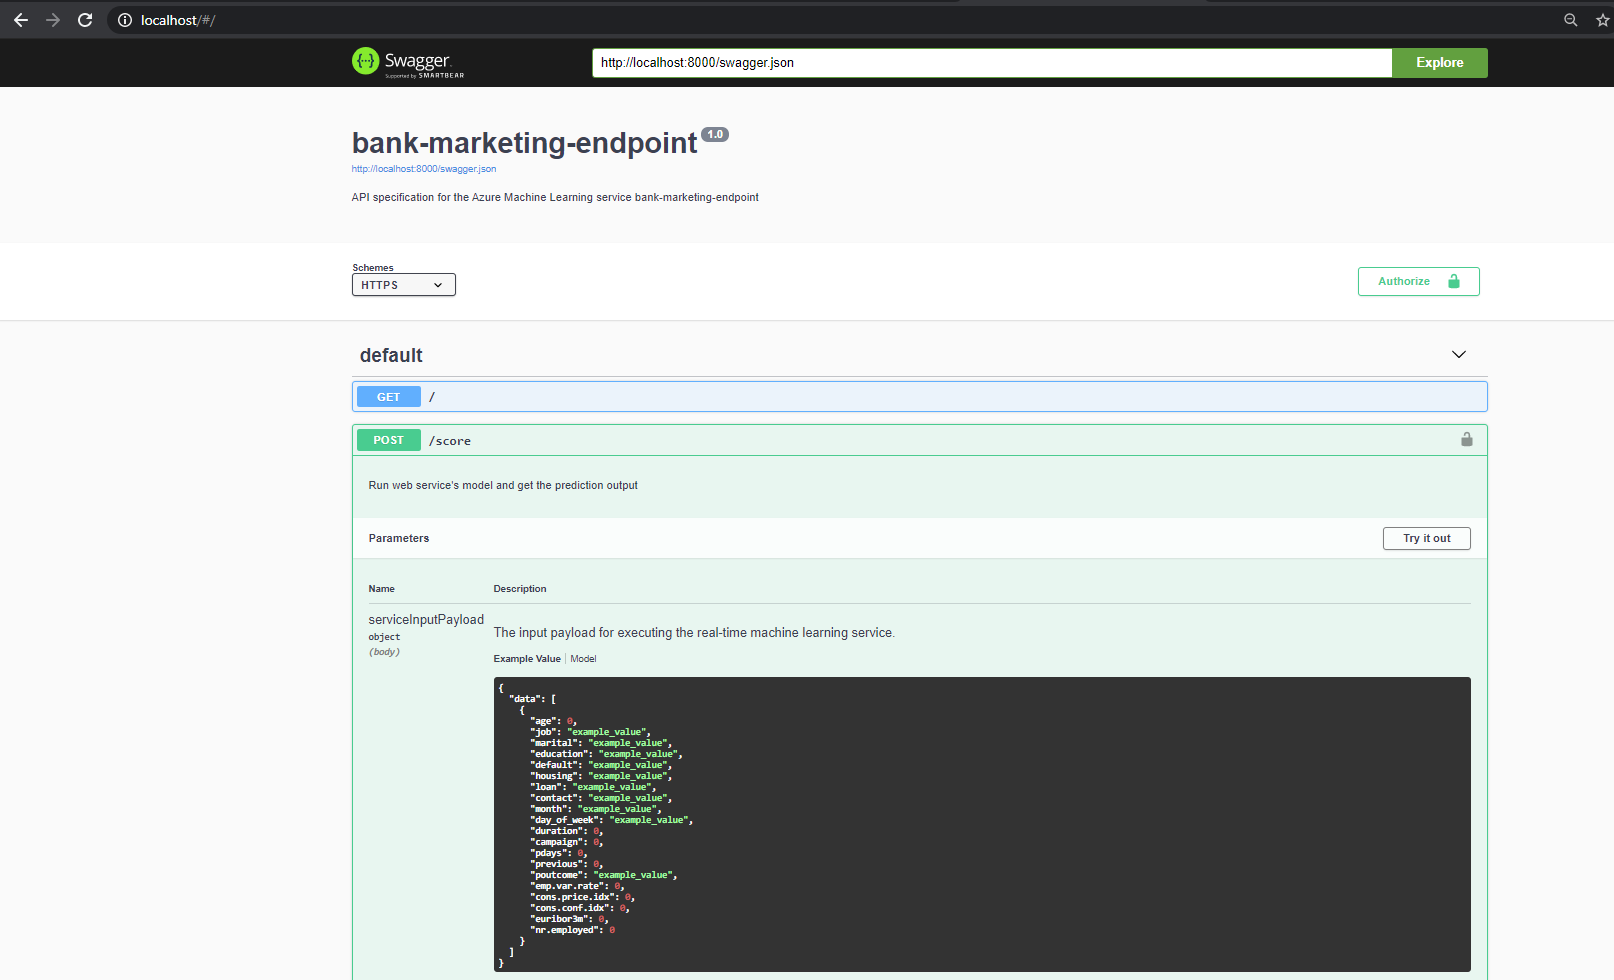 localhost/#/
Swagger.
Supported by SMARTBEAR
http://localhost:8000/swagger.json
Explore
bank-marketing-endpoint 1.0
http://localhost:8000/swagger.json
API specification for the Azure Machine Learning service bank-marketing-endpoint
Schemes
HTTPS
Authorize
default
GET /
POST /score
Run web service's model and get the prediction output
Parameters
Try it out
Name Description
serviceInputPayload
object
(body)
The input payload for executing the real-time machine learning service.
Example Value | Model
{
"data": [
{
"age": 0,
"job": "example_value",
"marital": "example_value",
"education": "example_value",
"default": "example_value",
"housing": "example_value",
"loan": "example_value",
"contact": "example_value",
"month": "example_value",
"day_of_week": "example_value",
"duration": 0,
"campaign": 0,
"pdays": 0,
"previous": 0,
"poutcome": "example_value",
"emp.var.rate": 0,
"cons.price.idx": 0,
"cons.conf.idx": 0,
"euribor3m": 0,
"nr.employed": 0
}
]
}